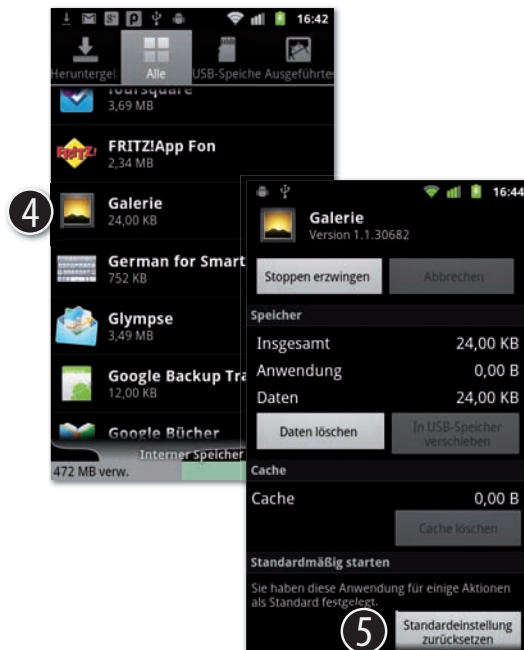 16:42
Heruntergel. Alle USB-Speiche Ausgeführte
foursquare
3,69 MB
FRITZ!App Fon
2,34 MB
4
Galerie
24,00 KB
German for Smart
752 KB
Glympse
3,49 MB
Google Backup Tra
12,00 KB
Google Bücher
Interner Speicher
472 MB verw.
16:44
Galerie
Version 1.1.30682
Stoppen erzwingen Abbrechen
Speicher
Insgesamt 24,00 KB
Anwendung 0,00 B
Daten 24,00 KB
Daten löschen In USB-Speicher
verschieben
Cache
Cache 0,00 B
Cache löschen
Standardmäßig starten
Sie haben diese Anwendung für einige Aktionen
als Standard festgelegt.
5
Standardeinstellung
zurücksetzen